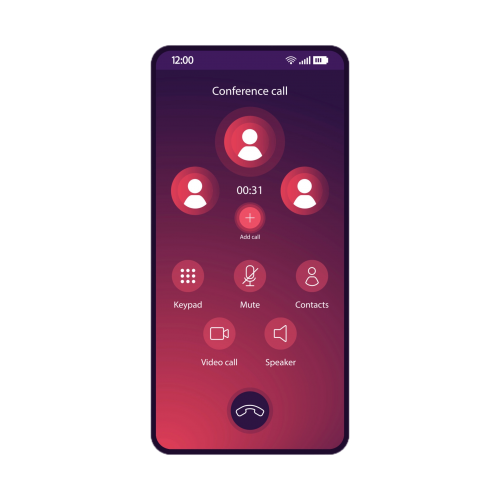 12:00
Conference call
00:31
Add call
Keypad Mute Contacts
Video call Speaker